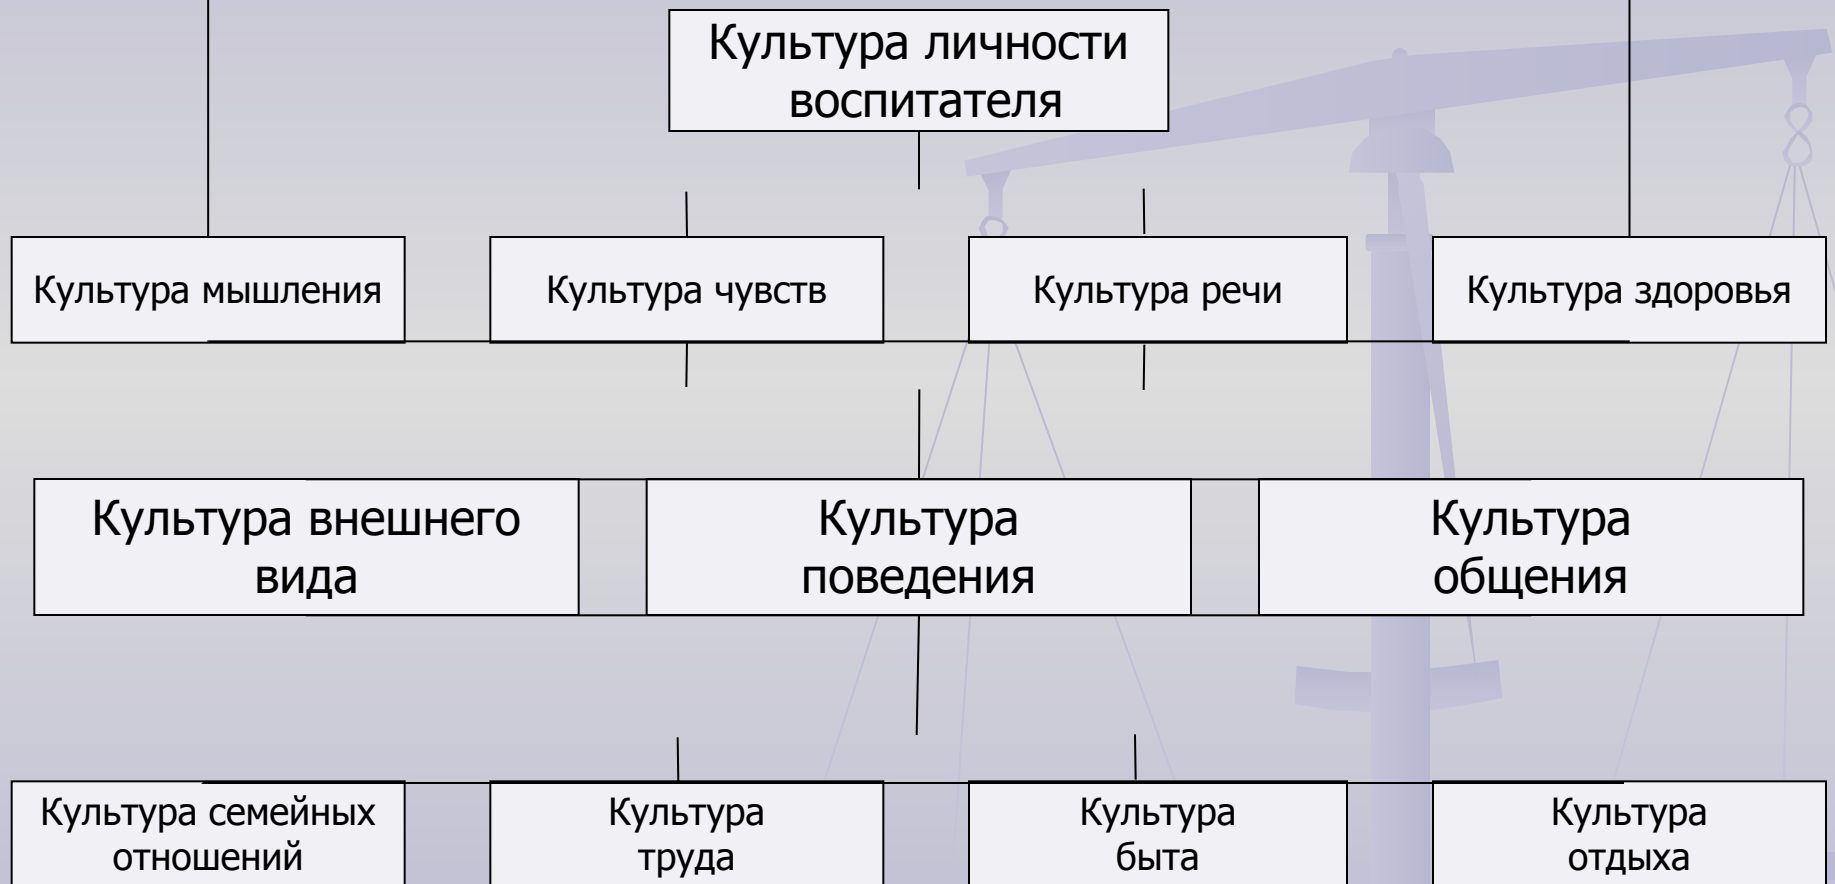 Культура личности
воспитателя
Культура мышления
Культура чувств
Культура речи
Культура здоровья
Культура внешнего
вида
Культура
поведения
Культура
общения
Культура семейных
отношений
Культура
труда
Культура
быта
Культура
отдыха